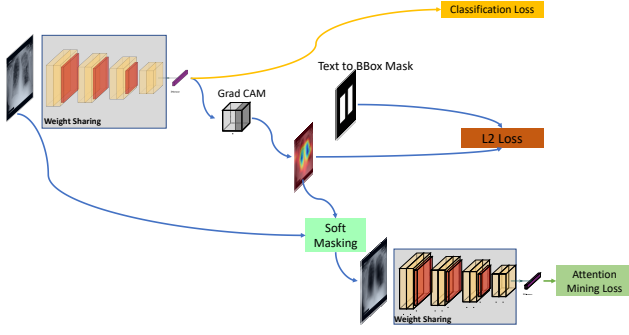 Classification Loss
Text to BBox Mask
Grad CAM
Weight Sharing
L2 Loss
Soft
Masking
Attention
Mining Loss
Weight Sharing